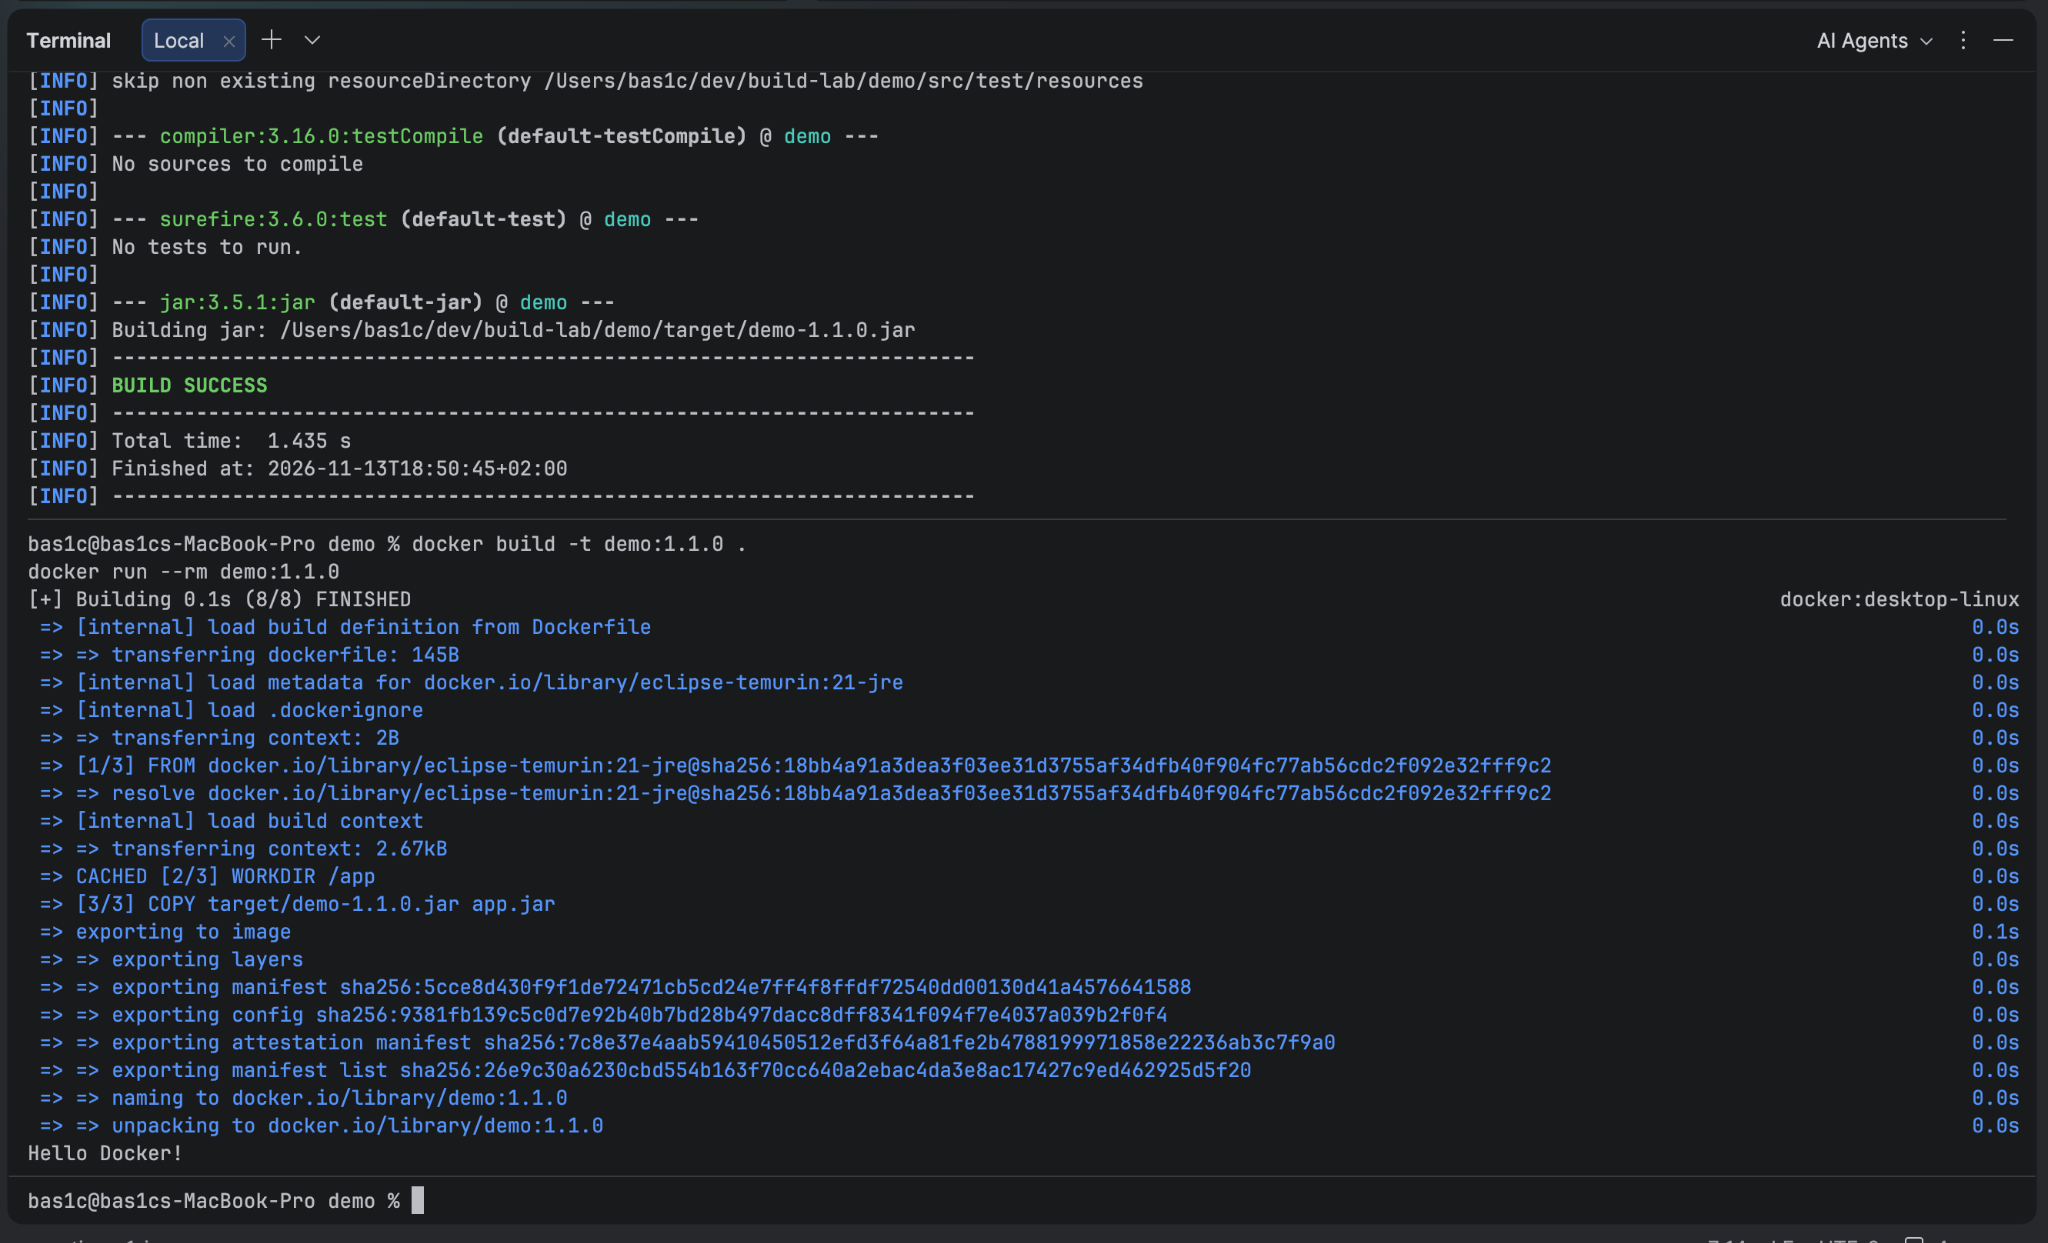 Terminal Local AI Agents
[INFO] skip non existing resourceDirectory /Users/bas1c/dev/build-lab/demo/src/test/resources
[INFO]
[INFO] --- compiler:3.16.0:testCompile (default-testCompile) @ demo ---
[INFO] No sources to compile
[INFO]
[INFO] --- surefire:3.6.0:test (default-test) @ demo ---
[INFO] No tests to run.
[INFO]
[INFO] --- jar:3.5.1:jar (default-jar) @ demo ---
[INFO] Building jar: /Users/bas1c/dev/build-lab/demo/target/demo-1.1.0.jar
[INFO] ------------------------------------------------------------------------
[INFO] BUILD SUCCESS
[INFO] ------------------------------------------------------------------------
[INFO] Total time:  1.435 s
[INFO] Finished at: 2026-11-13T18:50:45+02:00
[INFO] ------------------------------------------------------------------------
bas1c@bas1cs-MacBook-Pro demo % docker build -t demo:1.1.0 .
docker run --rm demo:1.1.0
[+] Building 0.1s (8/8) FINISHED docker:desktop-linux
=> [internal] load build definition from Dockerfile 0.0s
=> => transferring dockerfile: 145B 0.0s
=> [internal] load metadata for docker.io/library/eclipse-temurin:21-jre 0.0s
=> [internal] load .dockerignore 0.0s
=> => transferring context: 2B 0.0s
=> [1/3] FROM docker.io/library/eclipse-temurin:21-jre@sha256:18bb4a91a3dea3f03ee31d3755af34dfb40f904fc77ab56cdc2f092e32fff9c2 0.0s
=> => resolve docker.io/library/eclipse-temurin:21-jre@sha256:18bb4a91a3dea3f03ee31d3755af34dfb40f904fc77ab56cdc2f092e32fff9c2 0.0s
=> [internal] load build context 0.0s
=> => transferring context: 2.67kB 0.0s
=> CACHED [2/3] WORKDIR /app 0.0s
=> [3/3] COPY target/demo-1.1.0.jar app.jar 0.0s
=> exporting to image 0.1s
=> => exporting layers 0.0s
=> => exporting manifest sha256:5cce8d430f9f1de72471cb5cd24e7ff4f8ffdf72540dd00130d41a4576641588 0.0s
=> => exporting config sha256:9381fb139c5c0d7e92b40b7bd28b497dacc8dff8341f094f7e4037a039b2f0f4 0.0s
=> => exporting attestation manifest sha256:7c8e37e4aab59410450512efd3f64a81fe2b4788199971858e22236ab3c7f9a0 0.0s
=> => exporting manifest list sha256:26e9c30a6230cbd554b163f70cc640a2ebac4da3e8ac17427c9ed462925d5f20 0.0s
=> => naming to docker.io/library/demo:1.1.0 0.0s
=> => unpacking to docker.io/library/demo:1.1.0 0.0s
Hello Docker!
bas1c@bas1cs-MacBook-Pro demo %